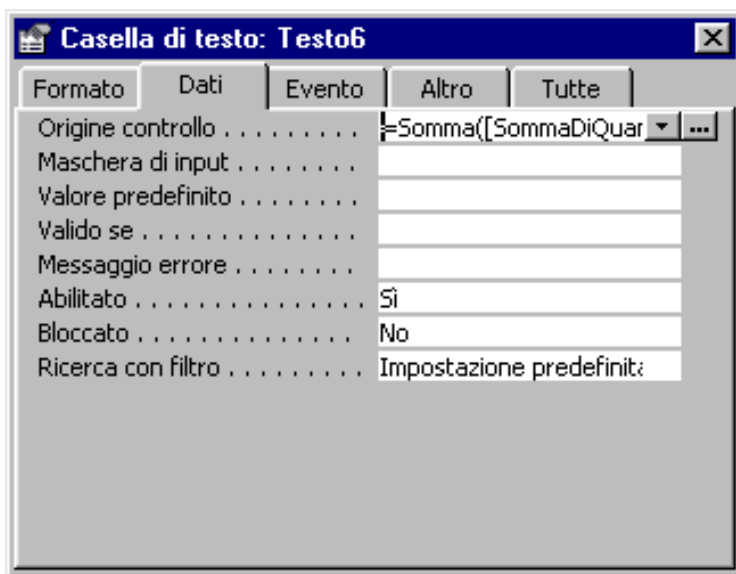 Casella di testo: Testo6
Formato Dati Evento Altro Tutte
Origine controllo . . . . . . . . . =Somma([SommaDiQuar
Maschera di input . . . . . . . .
Valore predefinito . . . . . . . .
Valido se . . . . . . . . . . . . . .
Messaggio errore . . . . . . . .
Abilitato . . . . . . . . . . . . . . . Sì
Bloccato . . . . . . . . . . . . . . No
Ricerca con filtro . . . . . . . . . Impostazione predefinita